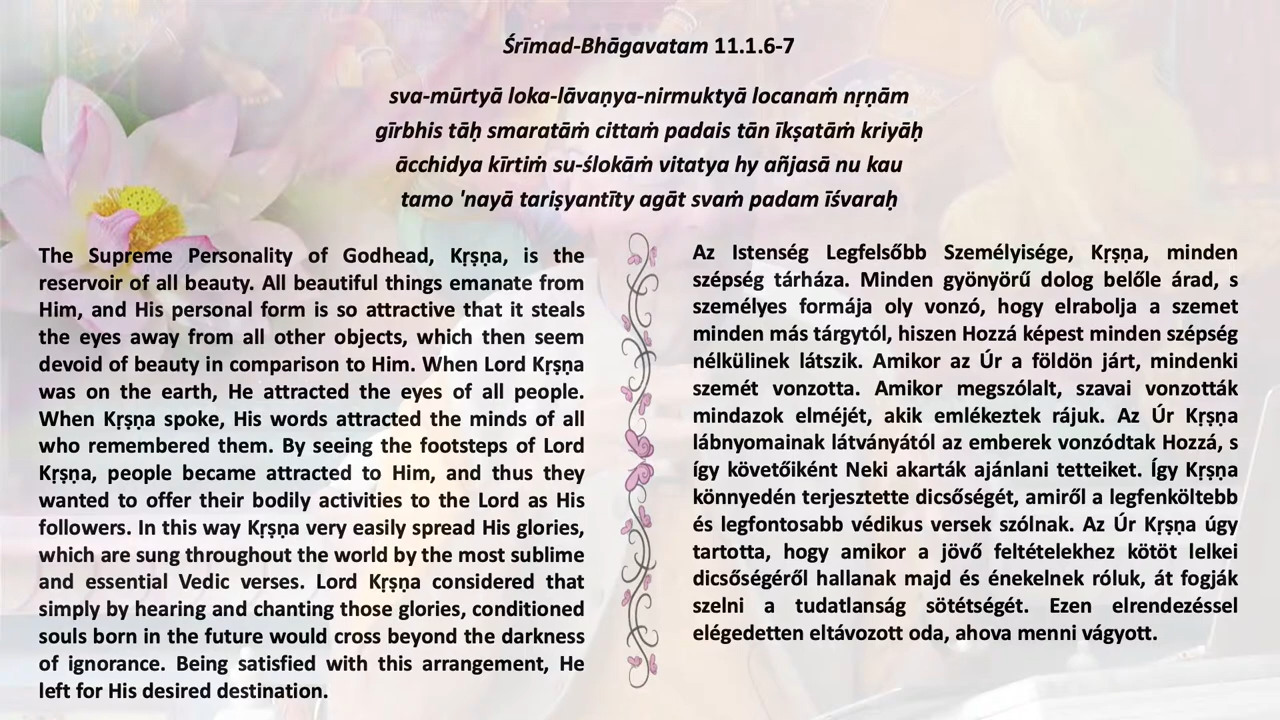 Śrīmad-Bhāgavatam 11.1.6-7
sva-mūrtyā loka-lāvaṇya-nirmuktyā locanaṁ nṛṇām
gīrbhis tāḥ smaratāṁ cittaṁ padais tān īkṣatāṁ kriyāḥ
ācchidya kīrtiṁ su-ślokāṁ vitatya hy añjasā nu kau
tamo 'nayā tariṣyantīty agāt svaṁ padam īśvaraḥ
The Supreme Personality of Godhead, Kṛṣṇa, is the
reservoir of all beauty. All beautiful things emanate from
Him, and His personal form is so attractive that it steals
the eyes away from all other objects, which then seem
devoid of beauty in comparison to Him. When Lord Kṛṣṇa
was on the earth, He attracted the eyes of all people.
When Kṛṣṇa spoke, His words attracted the minds of all
who remembered them. By seeing the footsteps of Lord
Kṛṣṇa, people became attracted to Him, and thus they
wanted to offer their bodily activities to the Lord as His
followers. In this way Kṛṣṇa very easily spread His glories,
which are sung throughout the world by the most sublime
and essential Vedic verses. Lord Kṛṣṇa considered that
simply by hearing and chanting those glories, conditioned
souls born in the future would cross beyond the darkness
of ignorance. Being satisfied with this arrangement, He
left for His desired destination.
Az Istenség Legfelsőbb Személyisége, Kṛṣṇa, minden
szépség tárháza. Minden gyönyörű dolog belőle árad, s
személyes formája oly vonzó, hogy elrabolja a szemet
minden más tárgytól, hiszen Hozzá képest minden szépség
nélkülinek látszik. Amikor az Úr a földön járt, mindenki
szemét vonzotta. Amikor megszólalt, szavai vonzották
mindazok elméjét, akik emlékeztek rájuk. Az Úr Kṛṣṇa
lábnyomainak látványától az emberek vonzódtak Hozzá, s
így követőiként Neki akarták ajánlani tetteiket. Így Kṛṣṇa
könnyedén terjesztette dicsőségét, amiről a legfenköltebb
és legfontosabb védikus versek szólnak. Az Úr Kṛṣṇa úgy
tartotta, hogy amikor a jövő feltételekhez kötöt lelkei
dicsőségéről hallanak majd és énekelnek róluk, át fogják
szelni a tudatlanság sötétségét. Ezen elrendezéssel
elégedetten eltávozott oda, ahova menni vágyott.